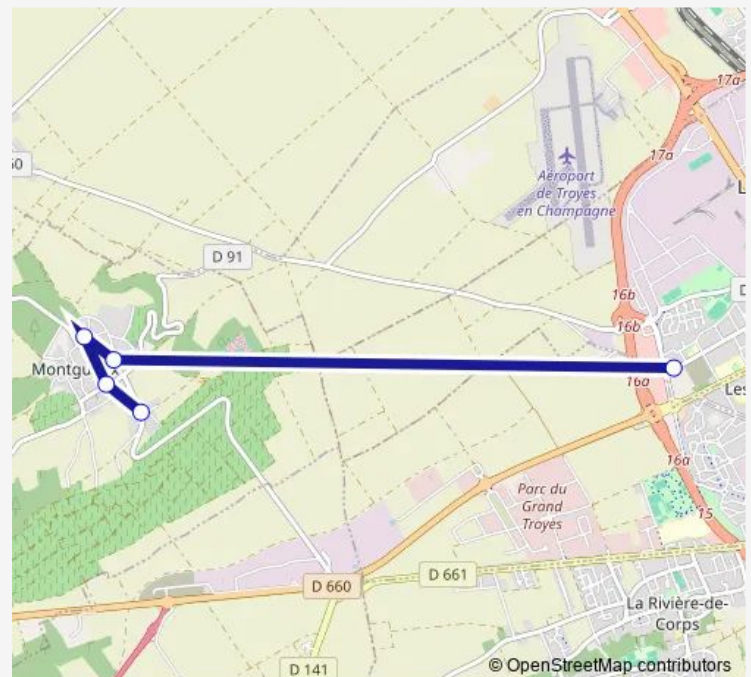 17a
17a
Aéroport
de Troyes
en Champagne
D 91
16b
16b
16a
16a
15
Parc du
Grand
Troyes
D 660
D 661
La Rivière-de-
Corps
D 141
© OpenStreetMap contributors